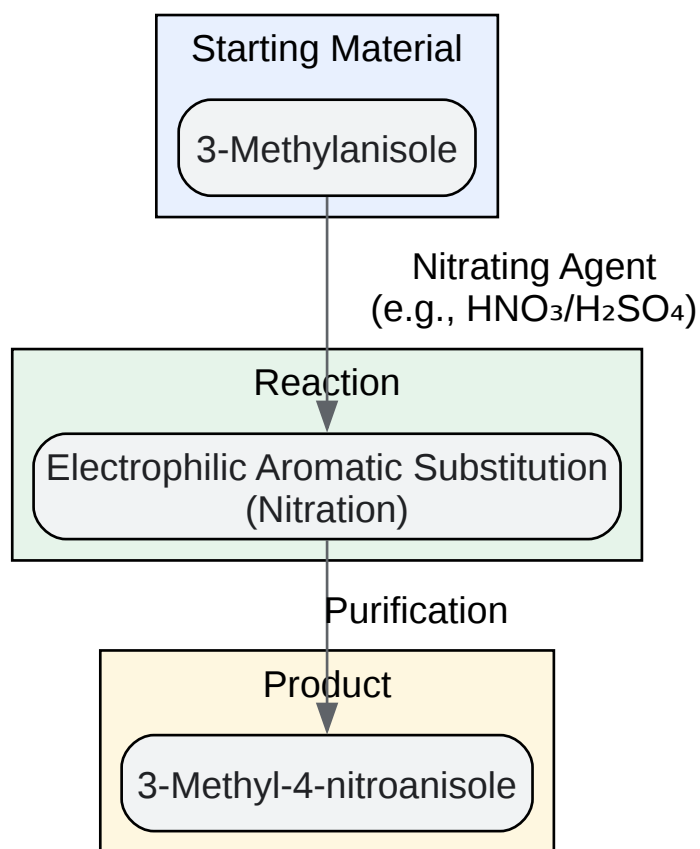 Starting Material
3-Methylanisole
Nitrating Agent
(e.g., HNO₃/H₂SO₄)
Reaction
Electrophilic Aromatic Substitution
(Nitration)
Purification
Product
3-Methyl-4-nitroanisole